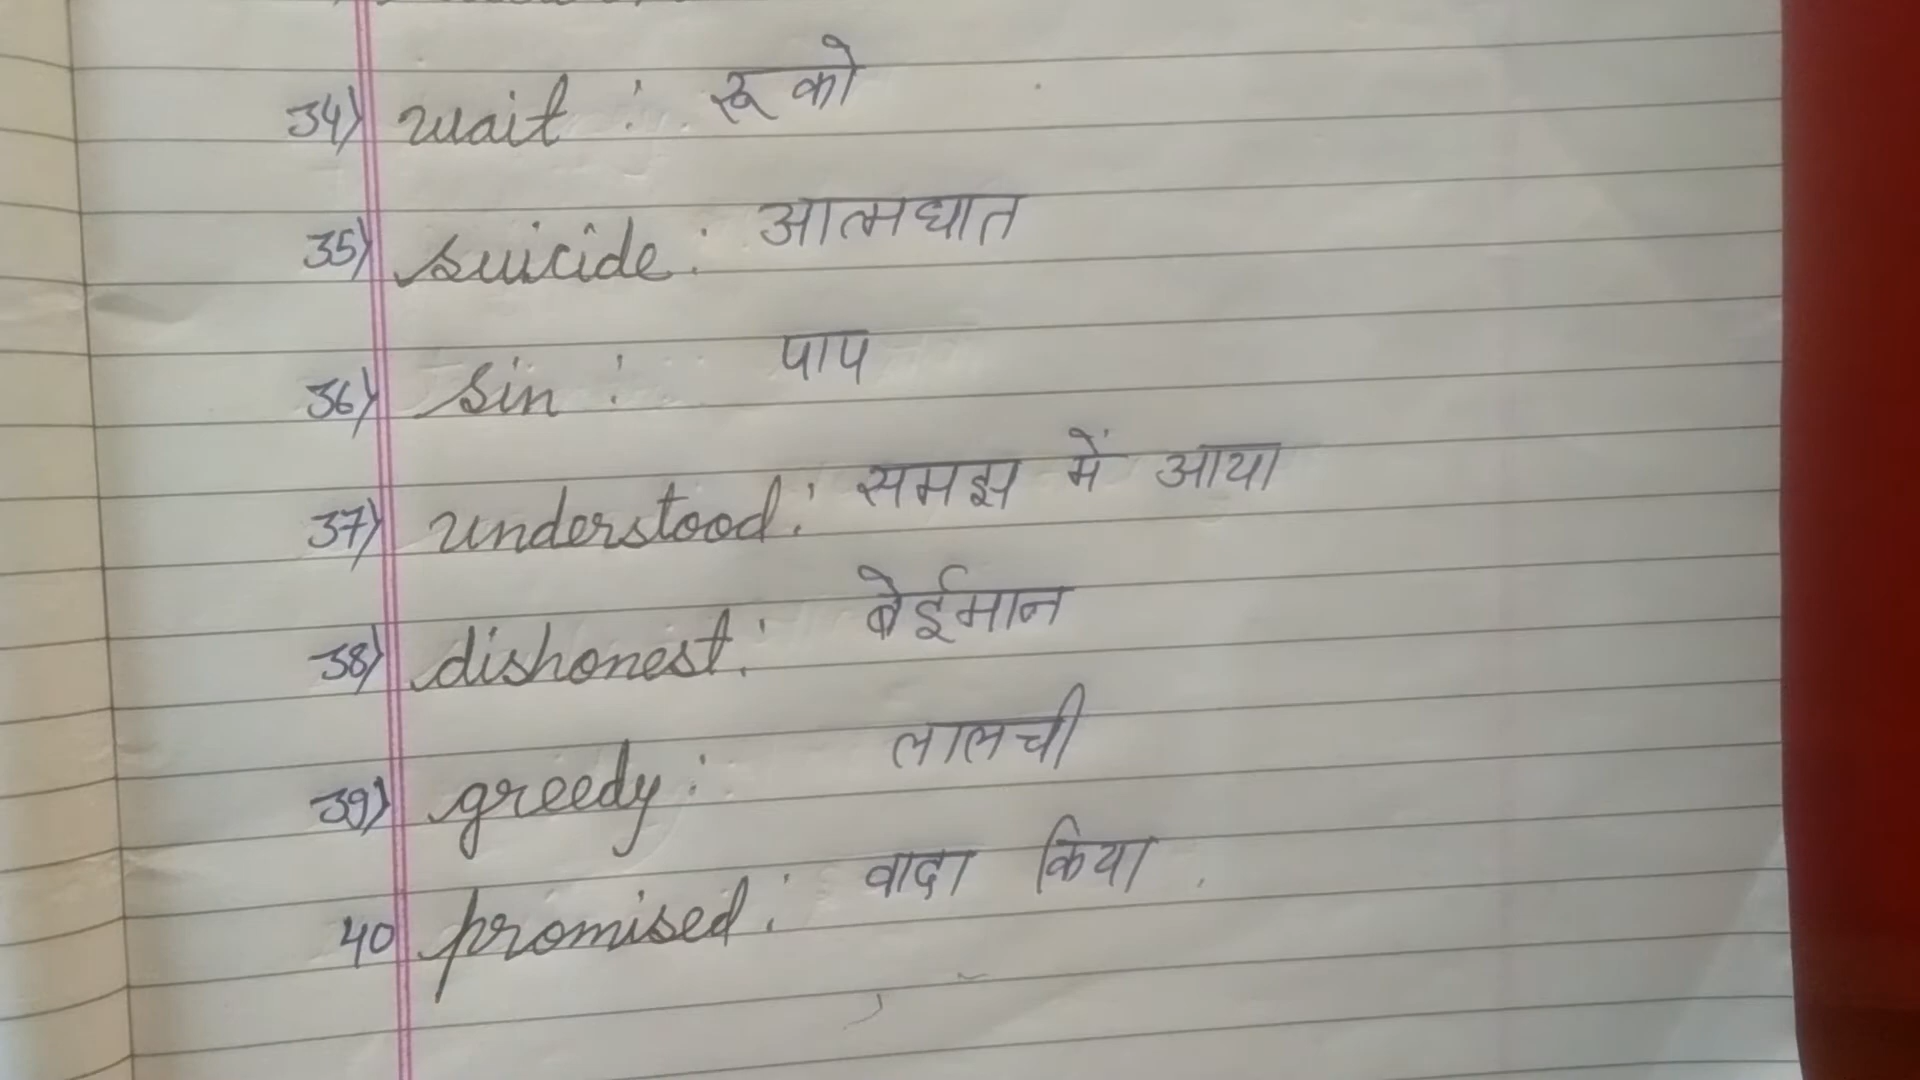 34) wait : रूको
35) suicide : आत्मघात
36) sin : पाप
37) understood : समझ में आया
38) dishonest : बेईमान
39) greedy : लालची
40 promised : वादा किया